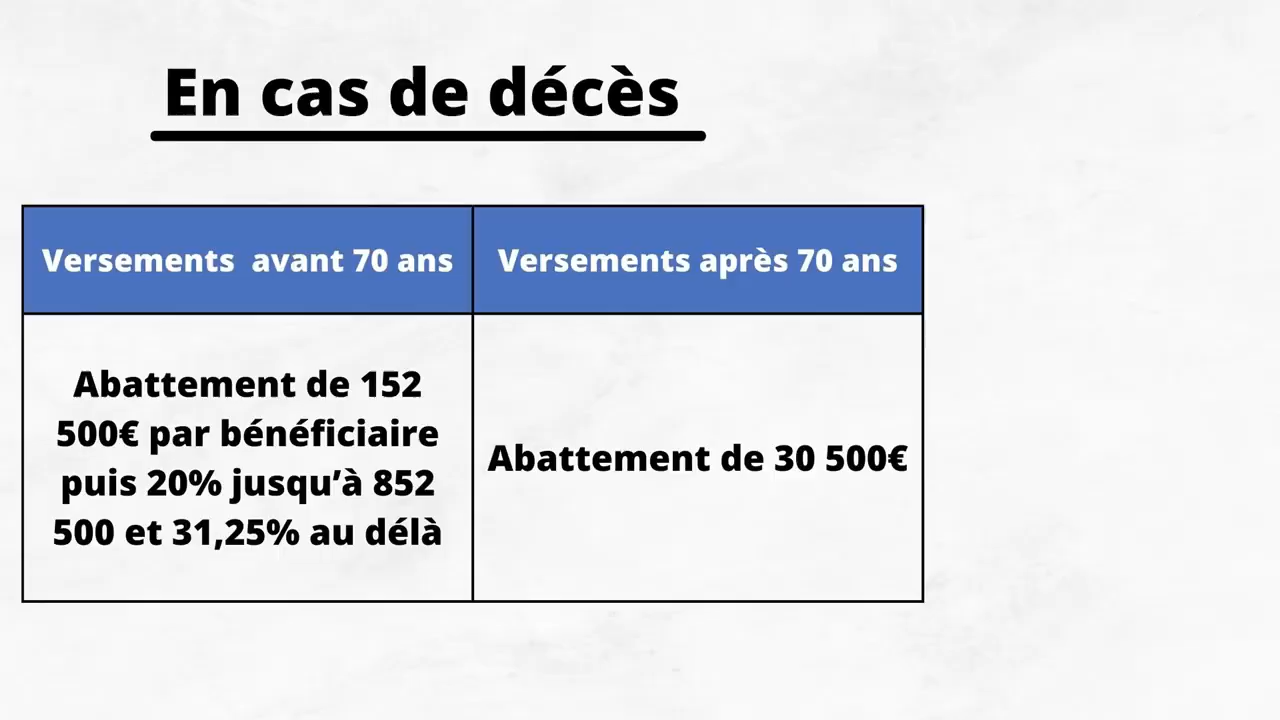 En cas de décès
Versements avant 70 ans
Versements après 70 ans
Abattement de 152
500€ par bénéficiaire
puis 20% jusqu'à 852
500 et 31,25% au délà
Abattement de 30 500€